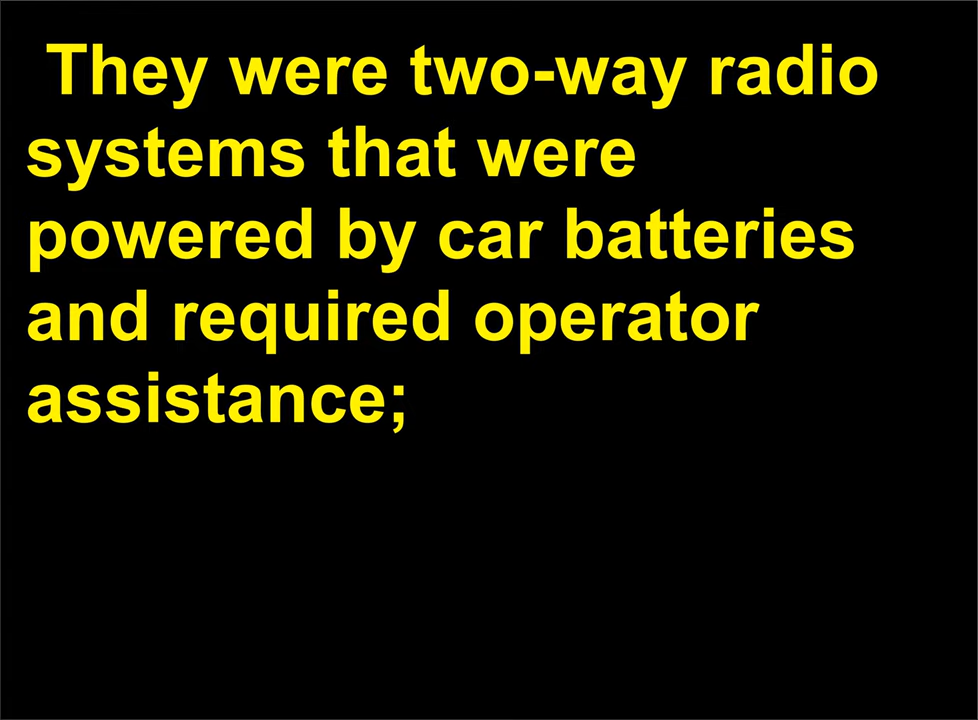 They were two-way radio
systems that were
powered by car batteries
and required operator
assistance;